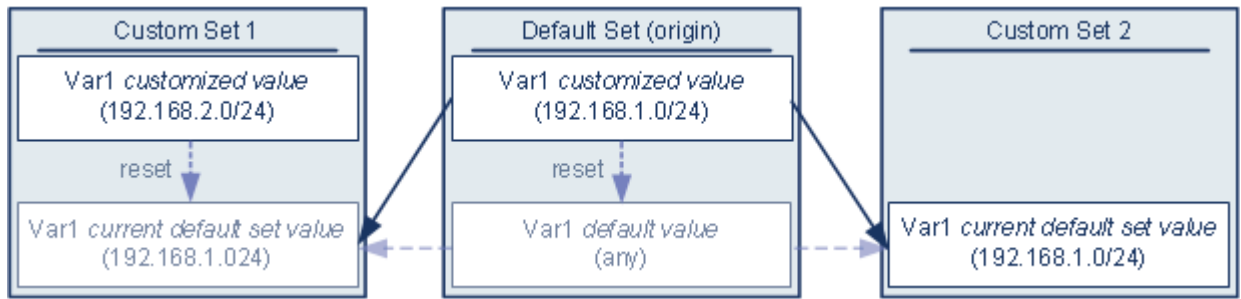 Custom Set 1
Var1 customized value
(192.168.2.0/24)
reset
Var1 current default set value
(192.168.1.024)
Default Set (origin)
Var1 customized value
(192.168.1.0/24)
reset
Var1 default value
(any)
Custom Set 2
Var1 current default set value
(192.168.1.0/24)